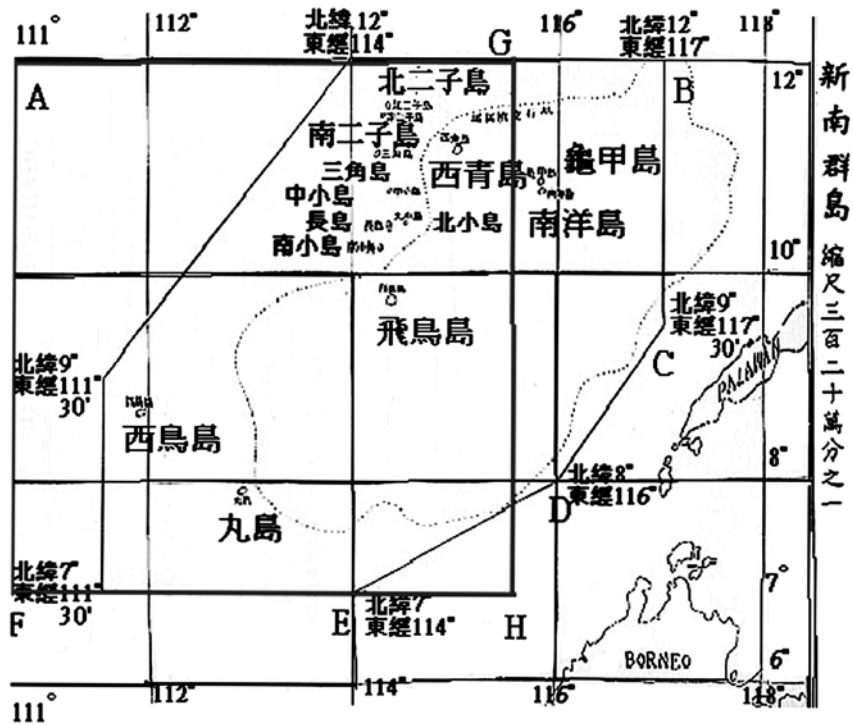 111°
112°
北緯12°
東經114°
G
116°
北緯12°
東經117°
118°
A
B
12°
北二子島
南二子島
三角島
三角島
西青島
龜甲島
中小島
長島
北小島
南洋島
南小島
10°
飛鳥島
北緯9°
東經117°
30'
C
PALAWAN
北緯9°
東經111°
30'
西鳥島
8°
北緯8°
東經116°
D
丸島
北緯7°
東經111°
30'
7°
F
E
北緯7°
東經114°
H
BORNEO
6°
111°
112°
114°
116°
118°
新南群島
縮尺三百二十萬分之一